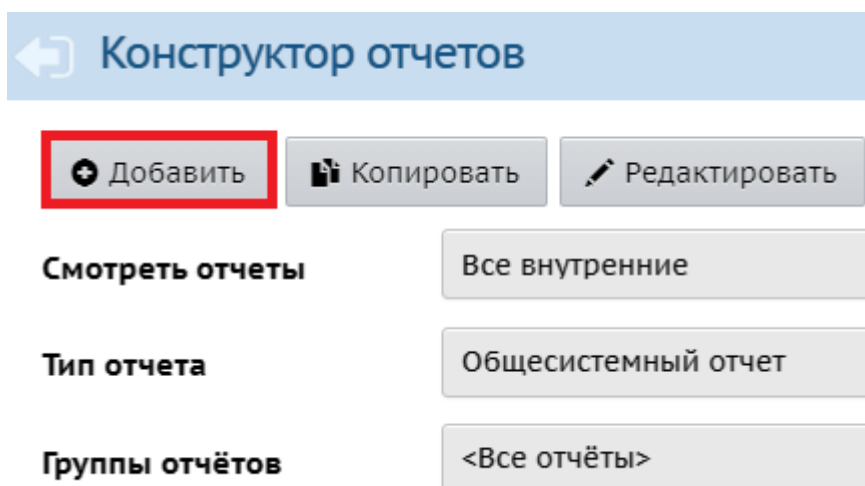 Конструктор отчетов
Добавить Копировать Редактировать
Смотреть отчеты Все внутренние
Тип отчета Общесистемный отчет
Группы отчётов <Все отчёты>